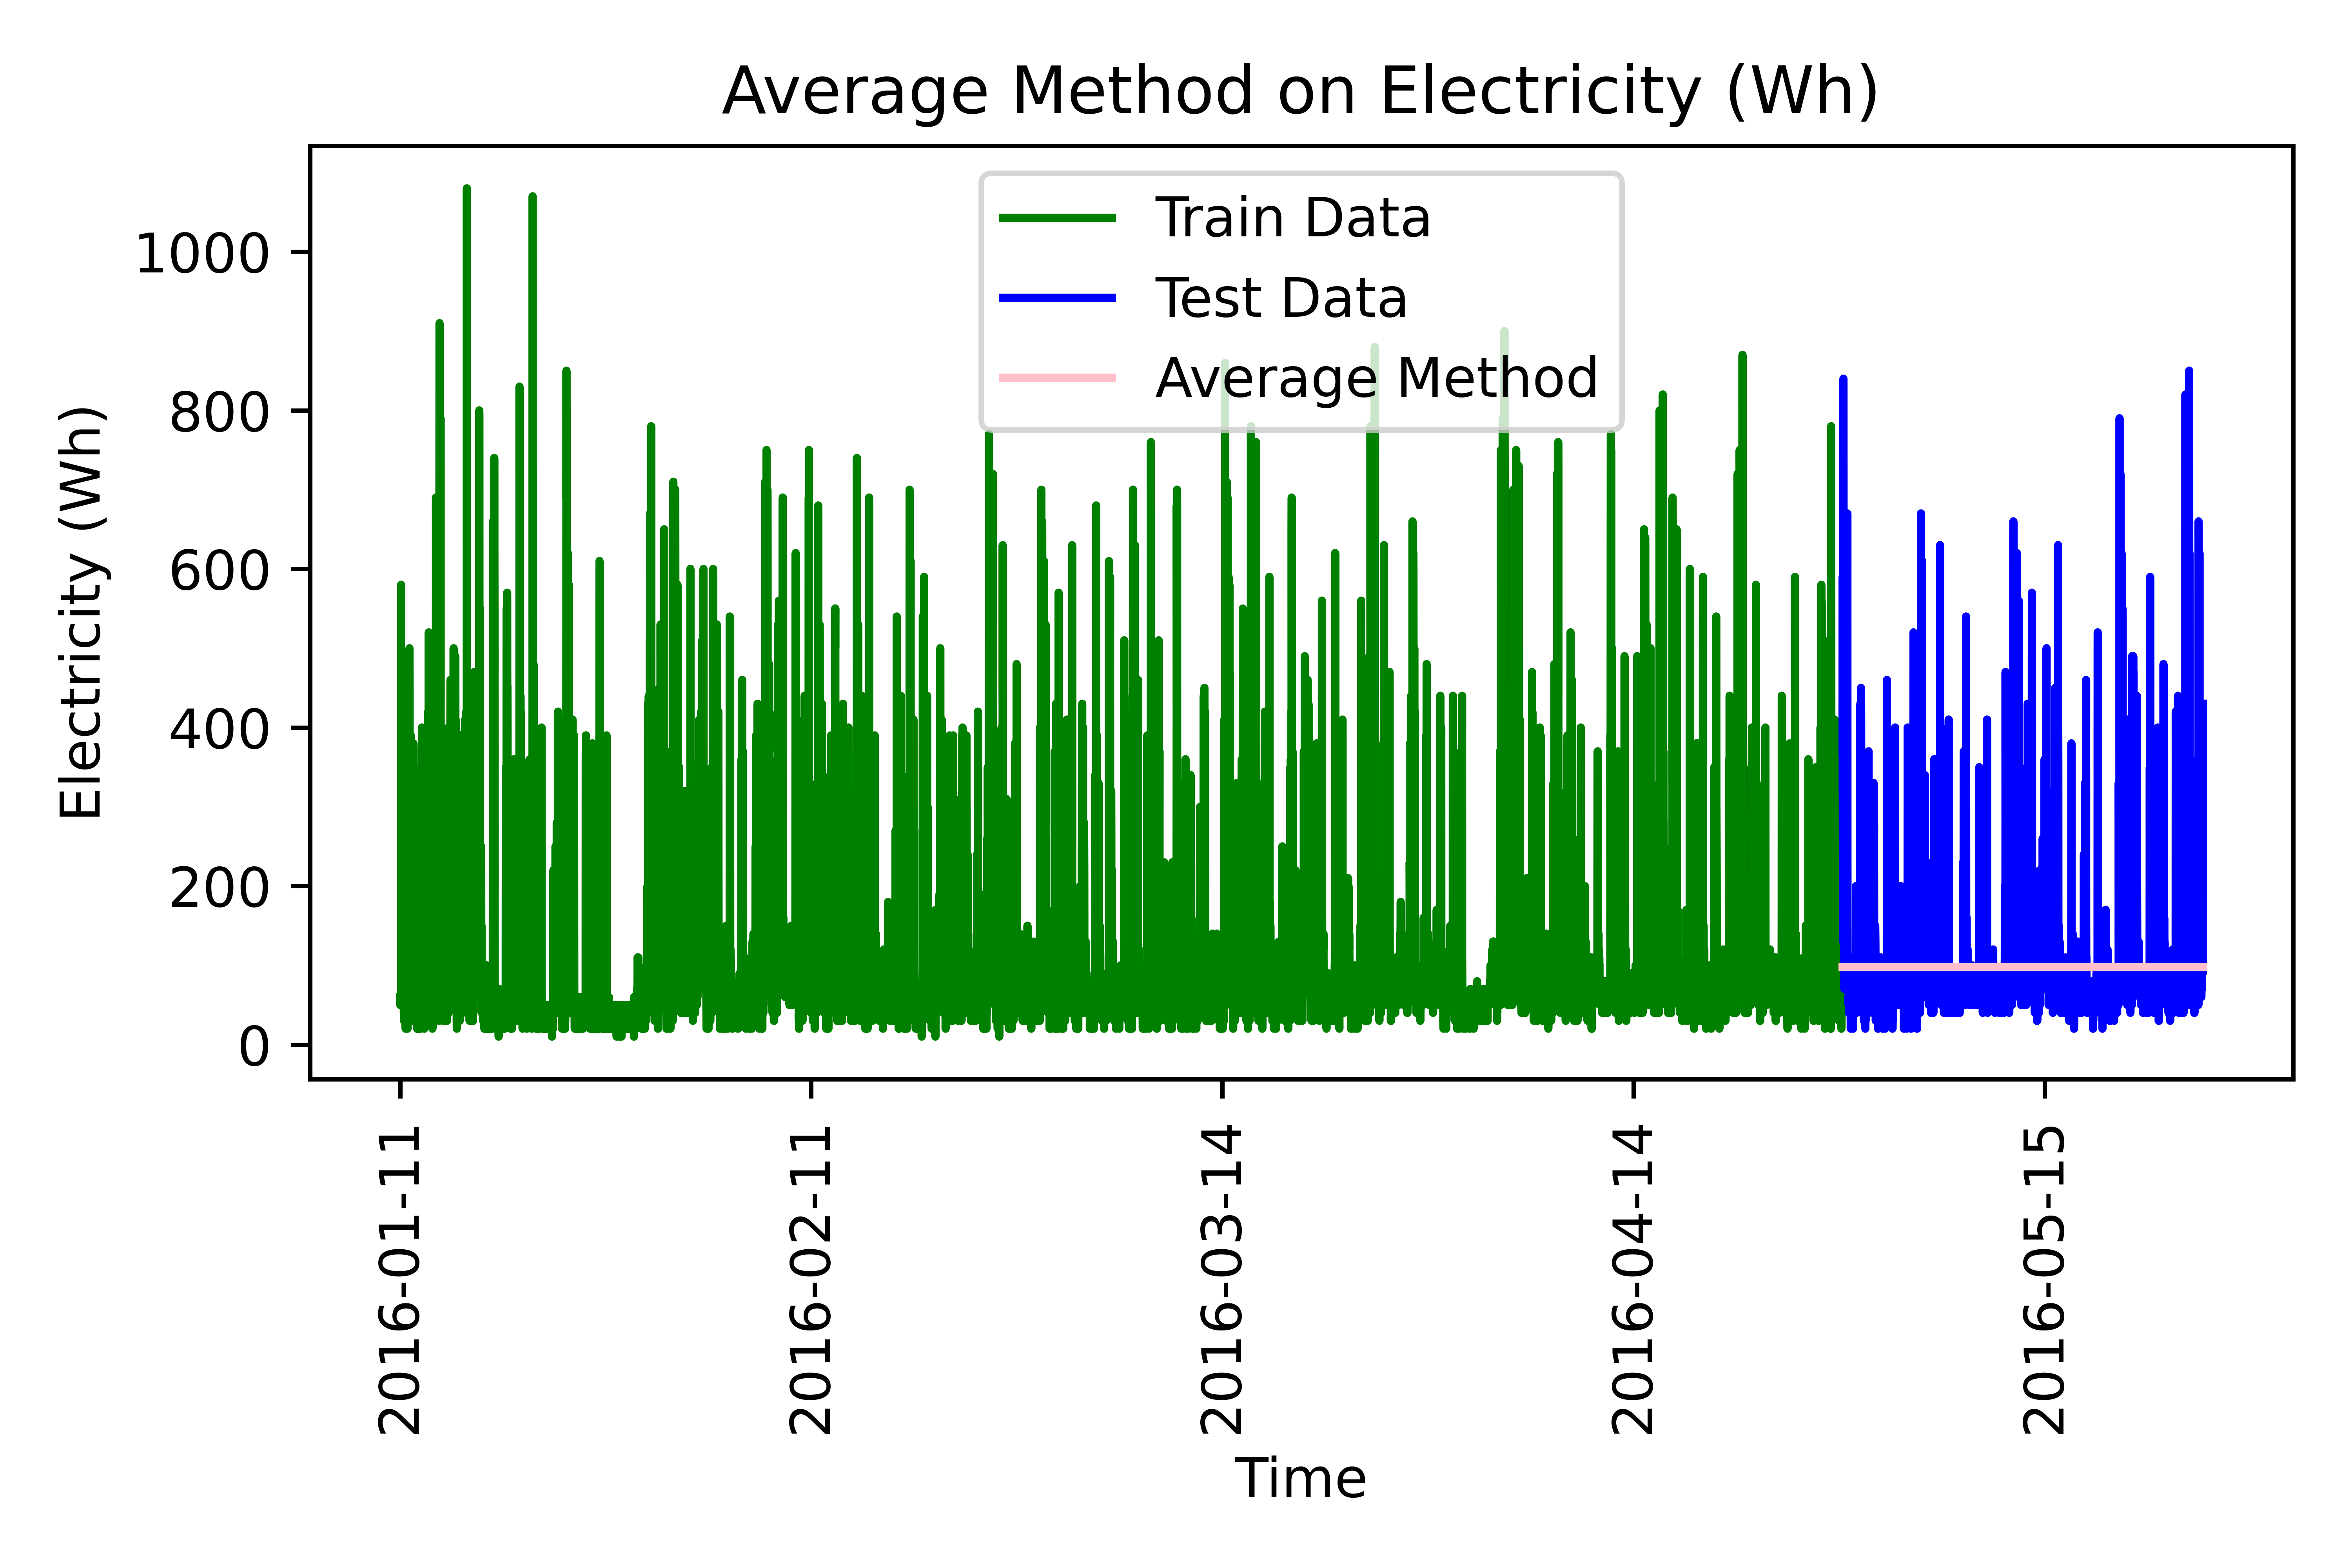 Average Method on Electricity (Wh)
Train Data
Test Data
Average Method
Electricity (Wh)
1000
800
600
400
200
0
2016-01-11
2016-02-11
2016-03-14
2016-04-14
2016-05-15
Time